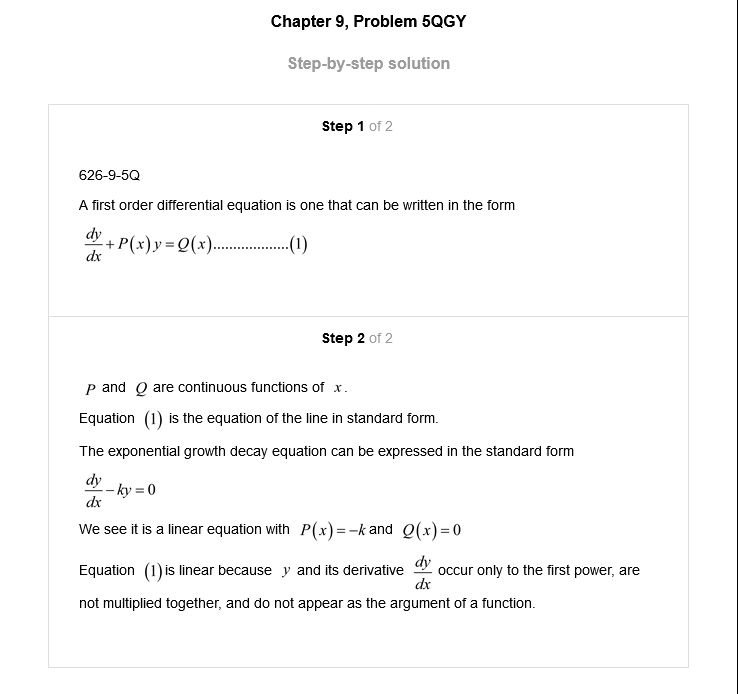 Chapter 9, Problem 5QGY
Step-by-step solution
Step 1 of 2
626-9-5Q
A first order differential equation is one that can be written in the form
dy/dx + P(x) y = Q(x)...................(1)
Step 2 of 2
P and Q are continuous functions of x.
Equation (1) is the equation of the line in standard form.
The exponential growth decay equation can be expressed in the standard form
dy/dx − ky = 0
We see it is a linear equation with P(x) = −k and Q(x) = 0
Equation (1) is linear because y and its derivative dy/dx occur only to the first power, are
not multiplied together, and do not appear as the argument of a function.